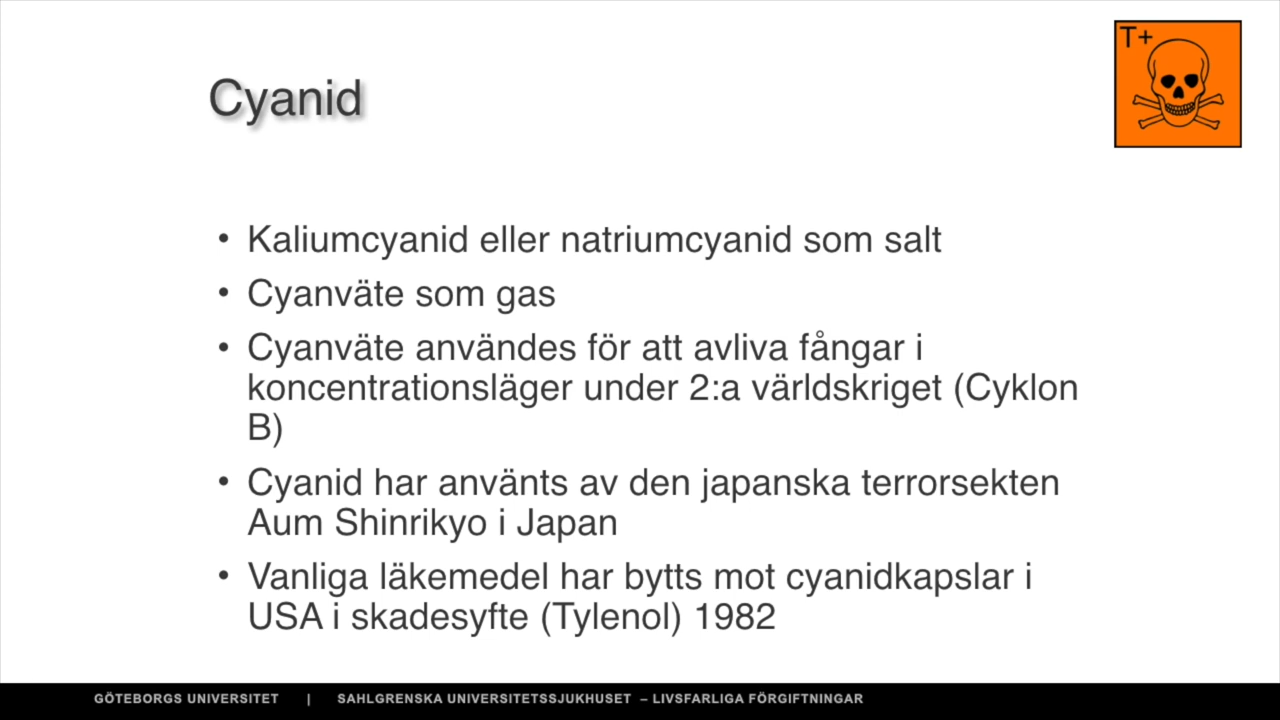 T+
Cyanid
• Kaliumcyanid eller natriumcyanid som salt
• Cyanväte som gas
• Cyanväte användes för att avliva fångar i
koncentrationsläger under 2:a världskriget (Cyklon
B)
• Cyanid har använts av den japanska terrorsekten
Aum Shinrikyo i Japan
• Vanliga läkemedel har bytts mot cyanidkapslar i
USA i skadesyfte (Tylenol) 1982
GÖTEBORGS UNIVERSITET | SAHLGRENSKA UNIVERSITETSSJUKHUSET – LIVSFARLIGA FÖRGIFTNINGAR